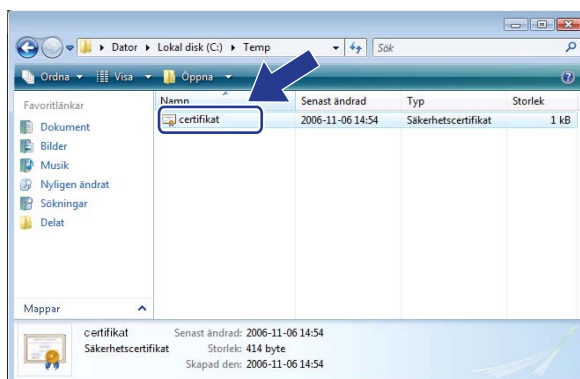 Dator Lokal disk (C:) Temp Sök
Ordna Visa Öppna
Favoritlänkar
Dokument
Bilder
Musik
Nyligen ändrat
Sökningar
Delat
Mappar
Namn Senast ändrad Typ Storlek
certifikat 2006-11-06 14:54 Säkerhetscertifikat 1 kB
certifikat Senast ändrad: 2006-11-06 14:54
Säkerhetscertifikat Storlek: 414 byte
Skapad den: 2006-11-06 14:54